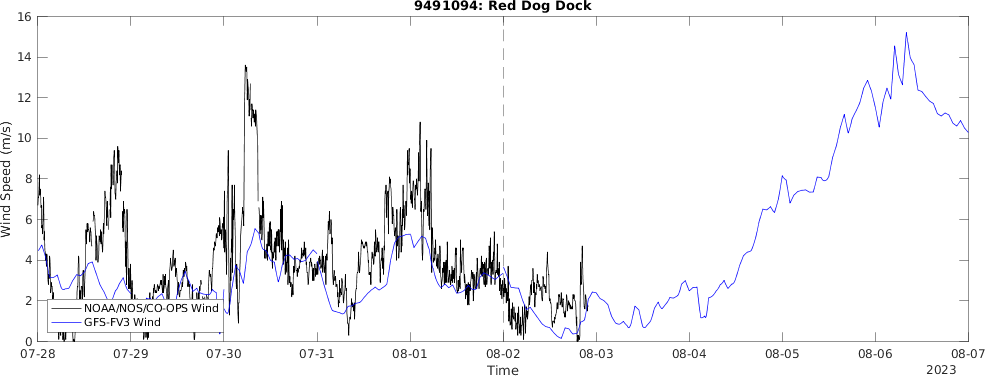 9491094: Red Dog Dock
Wind Speed (m/s)
16
14
12
10
8
6
4
2
0
NOAA/NOS/CO-OPS Wind
GFS-FV3 Wind
07-28 07-29 07-30 07-31 08-01 08-02 08-03 08-04 08-05 08-06 08-07
Time
2023